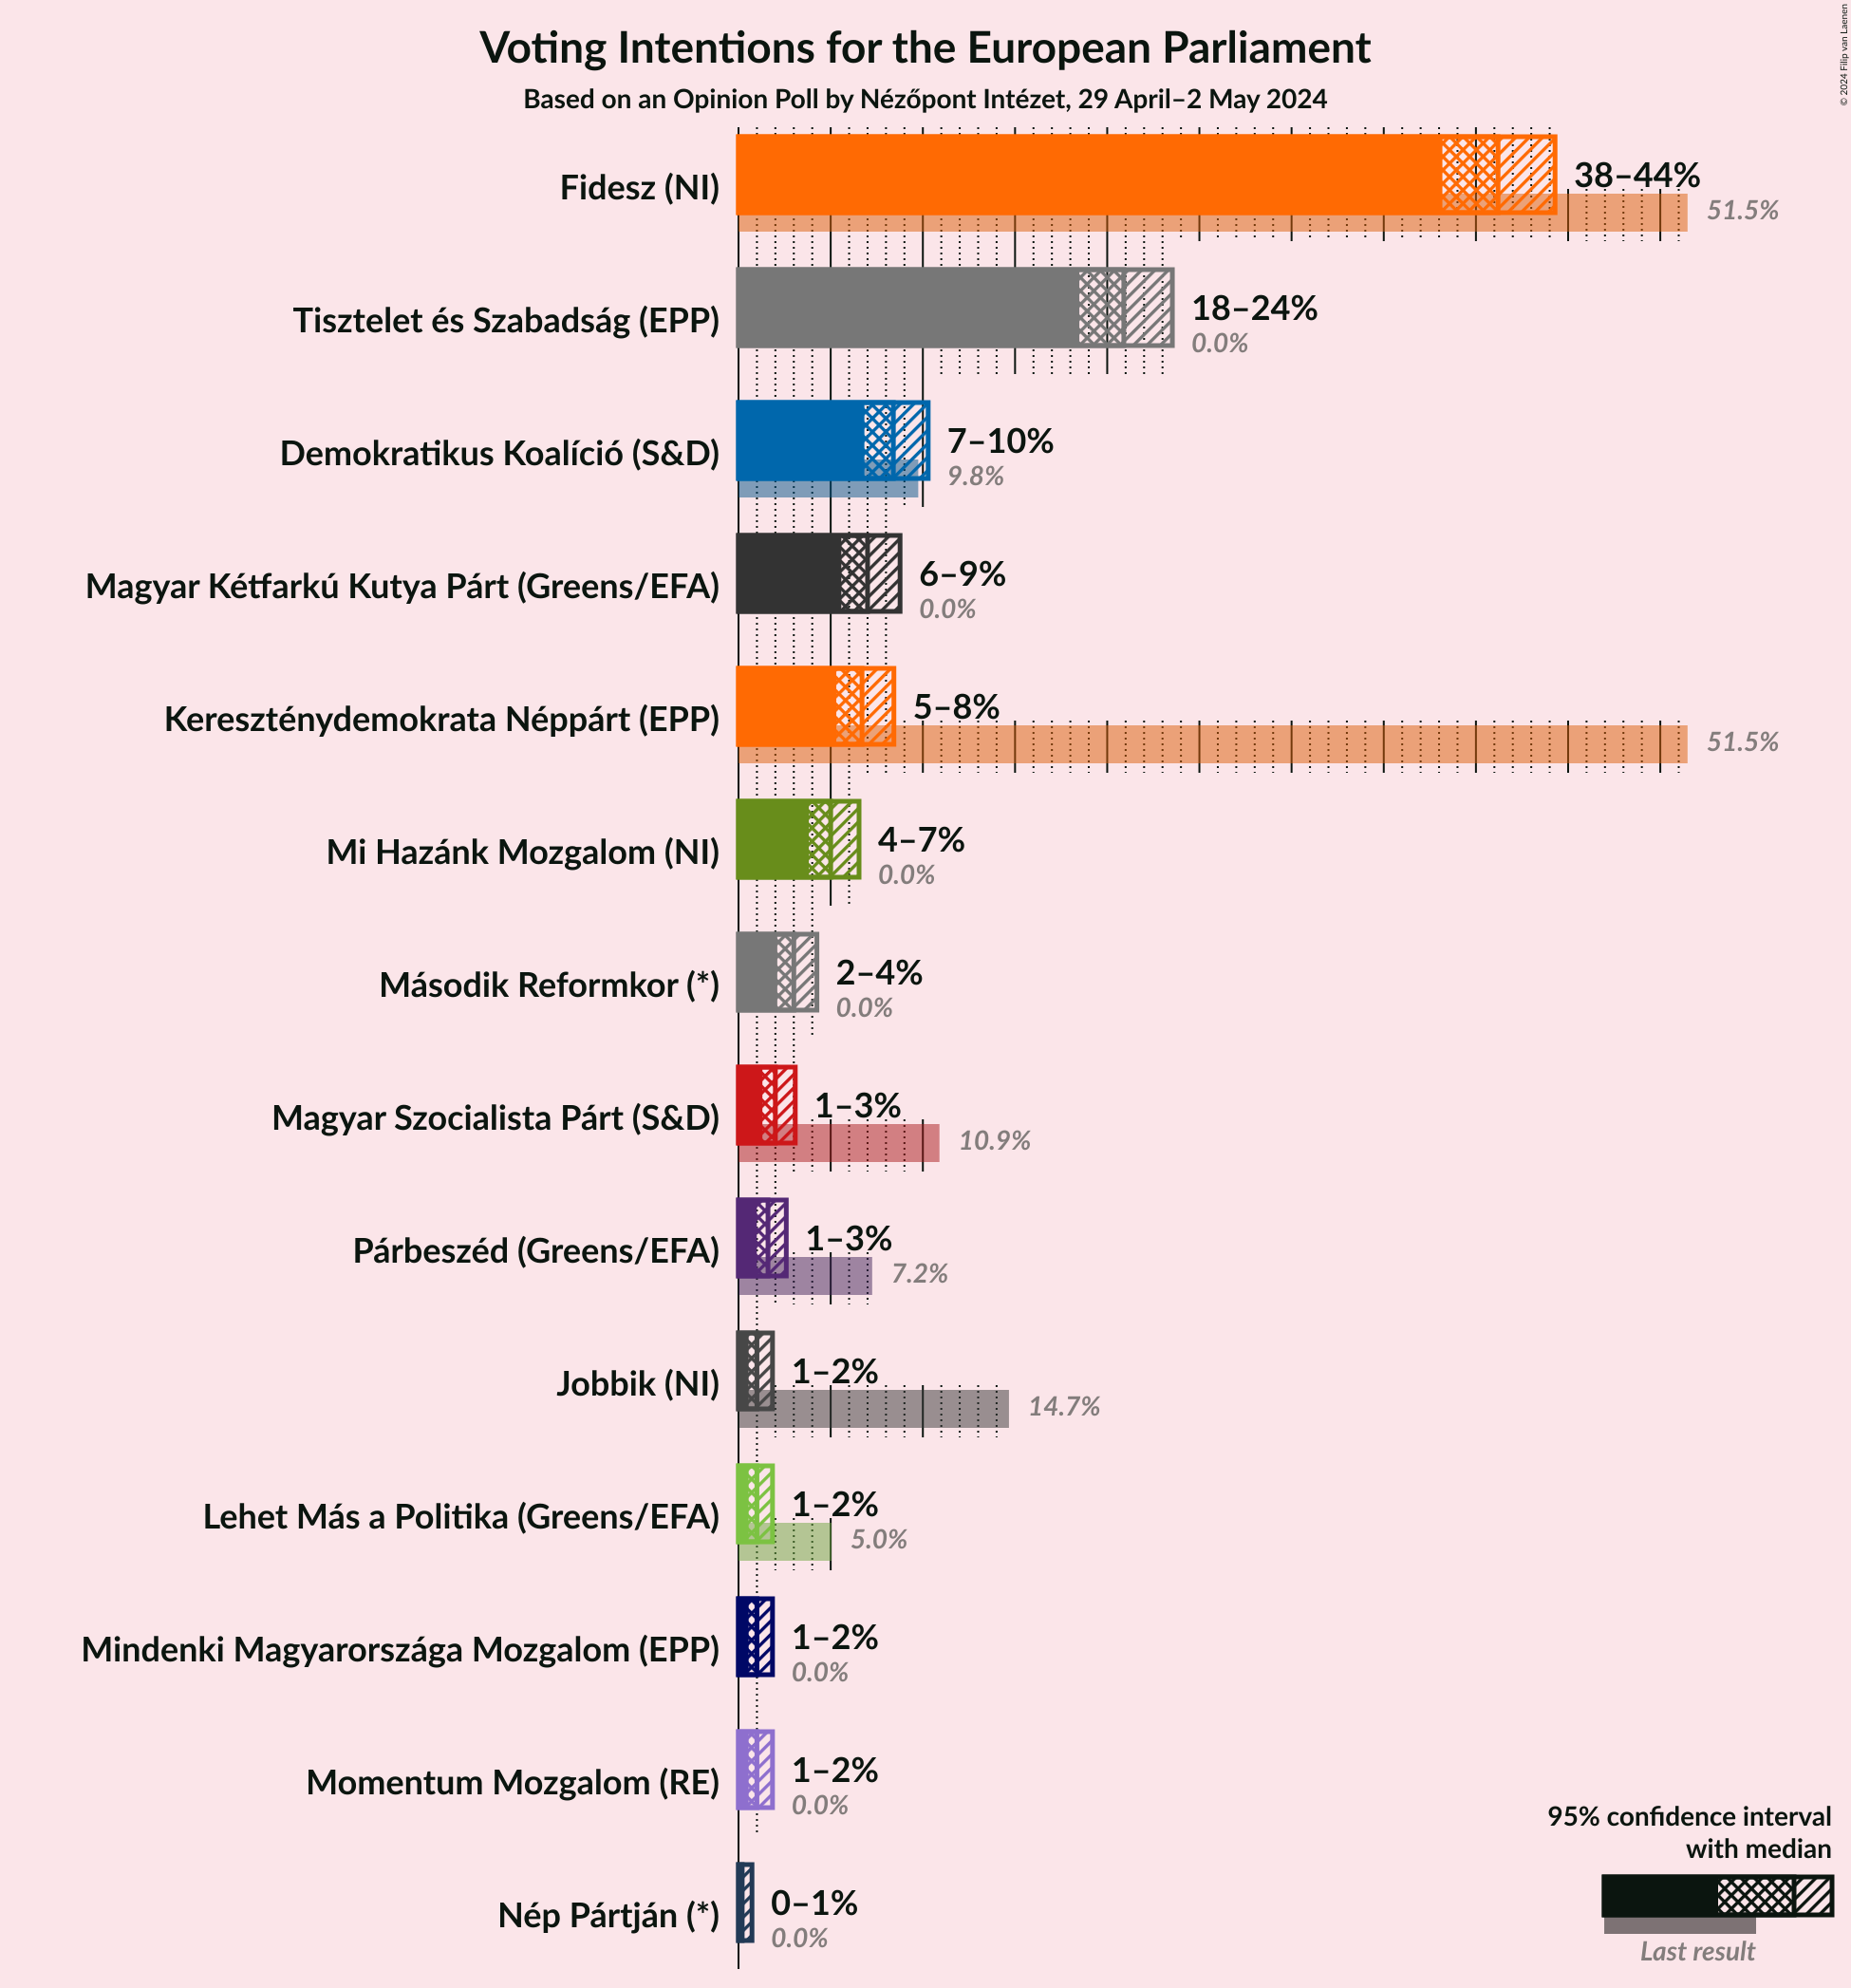 Voting Intentions for the European Parliament
Based on an Opinion Poll by Nézőpont Intézet, 29 April–2 May 2024
© 2024 Filip van Laenen
Fidesz (NI)
38–44%
51.5%
Tisztelet és Szabadság (EPP)
18–24%
0.0%
Demokratikus Koalíció (S&D)
7–10%
9.8%
Magyar Kétfarkú Kutya Párt (Greens/EFA)
6–9%
0.0%
Kereszténydemokrata Néppárt (EPP)
5–8%
51.5%
Mi Hazánk Mozgalom (NI)
4–7%
0.0%
Második Reformkor (*)
2–4%
0.0%
Magyar Szocialista Párt (S&D)
1–3%
10.9%
Párbeszéd (Greens/EFA)
1–3%
7.2%
Jobbik (NI)
1–2%
14.7%
Lehet Más a Politika (Greens/EFA)
1–2%
5.0%
Mindenki Magyarországa Mozgalom (EPP)
1–2%
0.0%
Momentum Mozgalom (RE)
1–2%
0.0%
Nép Pártján (*)
0–1%
0.0%
95% confidence interval
with median
Last result